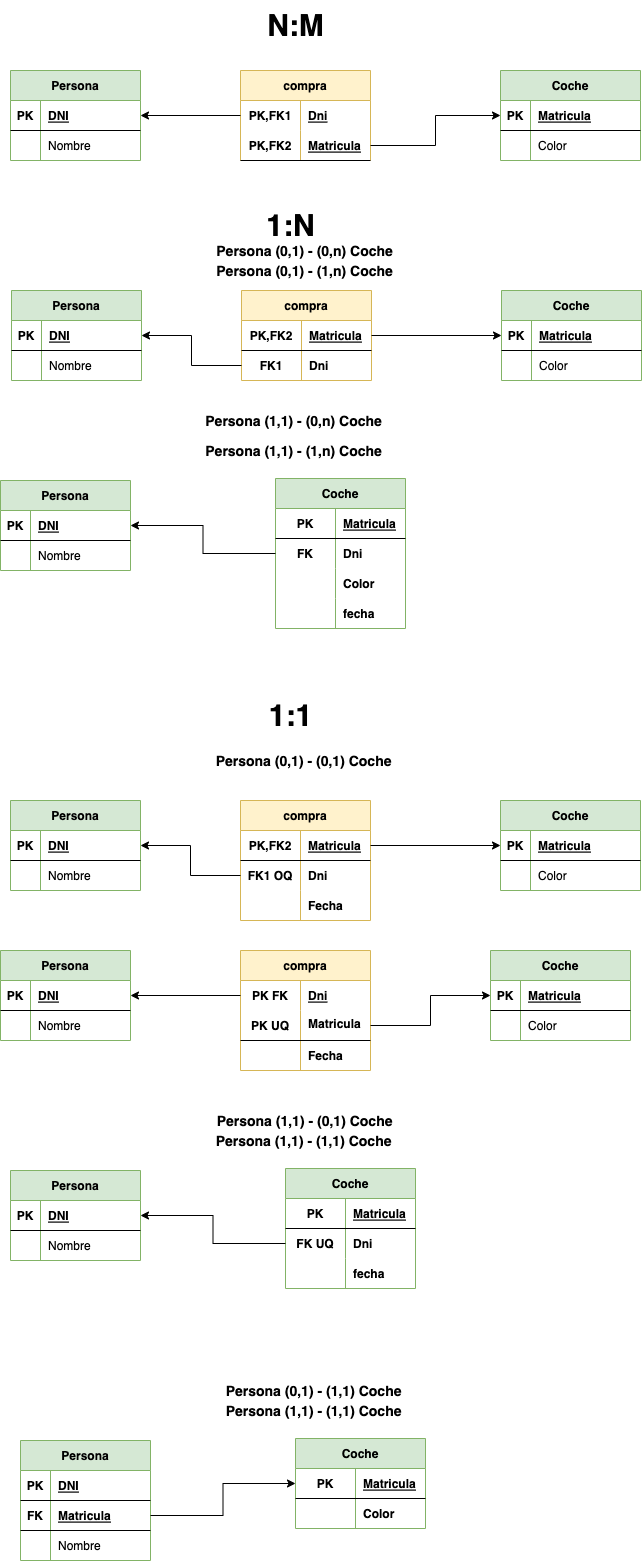 N:M
Persona compra Coche
PK DNI PK,FK1 Dni PK Matricula
Nombre PK,FK2 Matricula Color
1:N
Persona (0,1) - (0,n) Coche
Persona (0,1) - (1,n) Coche
Persona compra Coche
PK DNI PK,FK2 Matricula PK Matricula
Nombre FK1 Dni Color
Persona (1,1) - (0,n) Coche
Persona (1,1) - (1,n) Coche
Persona Coche
PK DNI PK Matricula
Nombre FK Dni
Color
fecha
1:1
Persona (0,1) - (0,1) Coche
Persona compra Coche
PK DNI PK,FK2 Matricula PK Matricula
Nombre FK1 OQ Dni Color
Fecha
Persona compra Coche
PK DNI PK FK Dni PK Matricula
Nombre PK UQ Matricula Color
Fecha
Persona (1,1) - (0,1) Coche
Persona (1,1) - (1,1) Coche
Persona Coche
PK DNI PK Matricula
Nombre FK UQ Dni
fecha
Persona (0,1) - (1,1) Coche
Persona (1,1) - (1,1) Coche
Persona Coche
PK DNI PK Matricula
FK Matricula Color
Nombre